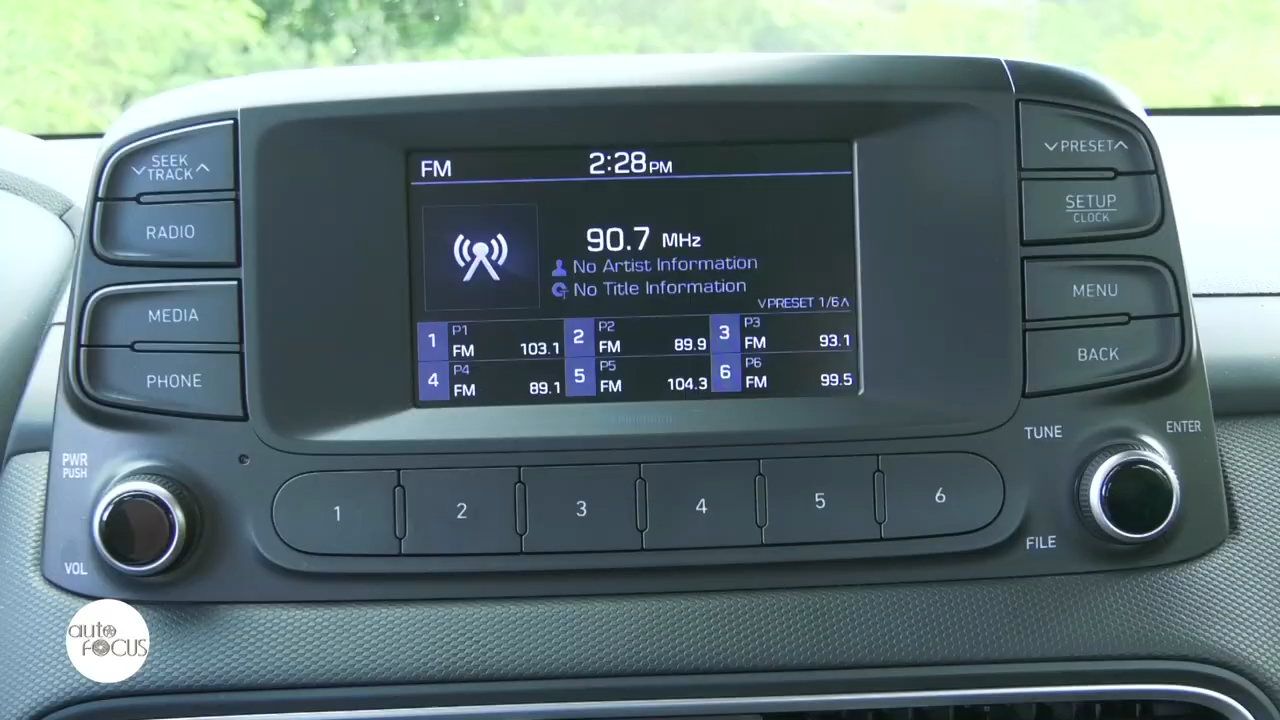 SEEK
TRACK
RADIO
MEDIA
PHONE
PWR
PUSH
VOL
FM 2:28PM
90.7 MHz
No Artist Information
No Title Information
PRESET 1/6
1 P1 FM 103.1
2 P2 FM 89.9
3 P3 FM 93.1
4 P4 FM 89.1
5 P5 FM 104.3
6 P6 FM 99.5
PRESET
SETUP
CLOCK
MENU
BACK
TUNE
ENTER
FILE
1 2 3 4 5 6
auto
FOCUS